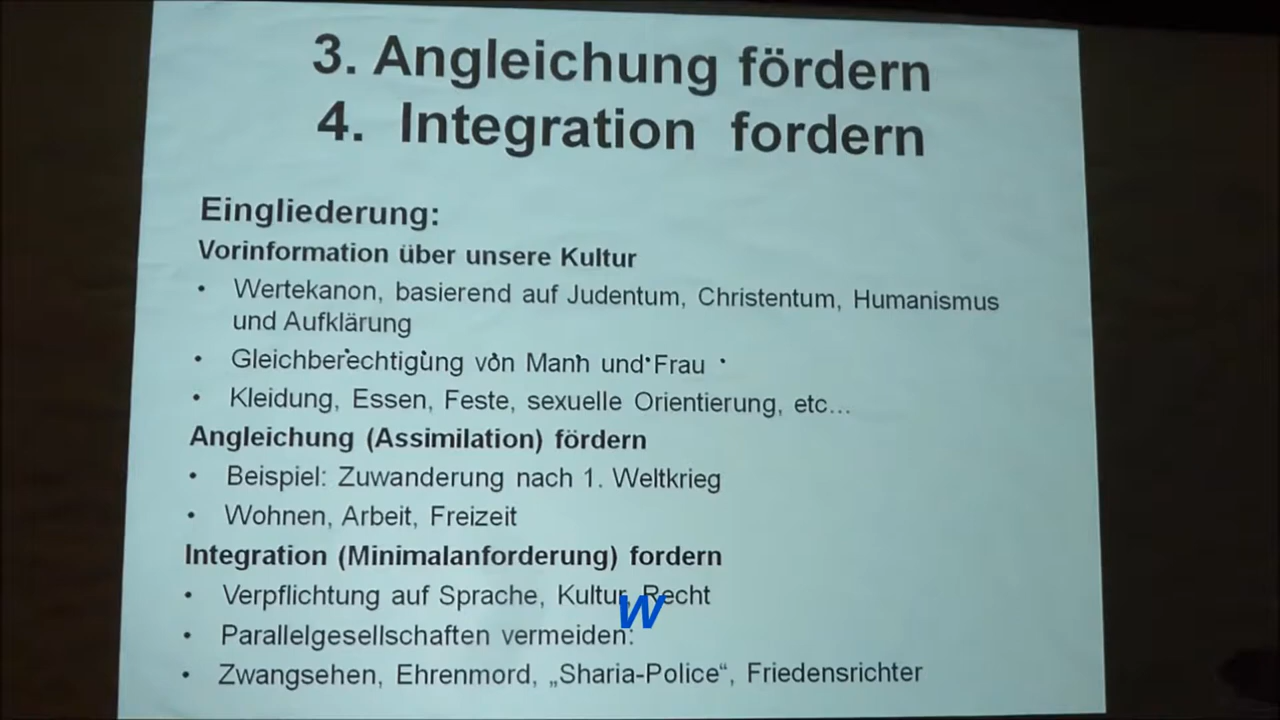 3. Angleichung fördern
4. Integration fordern
Eingliederung:
Vorinformation über unsere Kultur
• Wertekanon, basierend auf Judentum, Christentum, Humanismus
und Aufklärung
• Gleichberechtigung von Mann und Frau
• Kleidung, Essen, Feste, sexuelle Orientierung, etc...
Angleichung (Assimilation) fördern
• Beispiel: Zuwanderung nach 1. Weltkrieg
• Wohnen, Arbeit, Freizeit
Integration (Minimalanforderung) fordern
• Verpflichtung auf Sprache, Kultur, Recht
W
• Parallelgesellschaften vermeiden:
• Zwangsehen, Ehrenmord, „Sharia-Police“, Friedensrichter